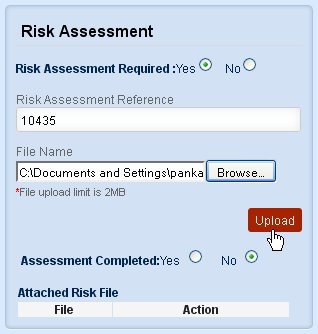 Risk Assessment
Risk Assessment Required :Yes No
Risk Assessment Reference
10435
File Name
C:\Documents and Settings\panka Browse...
*File upload limit is 2MB
Upload
Assessment Completed:Yes No
Attached Risk File
File Action